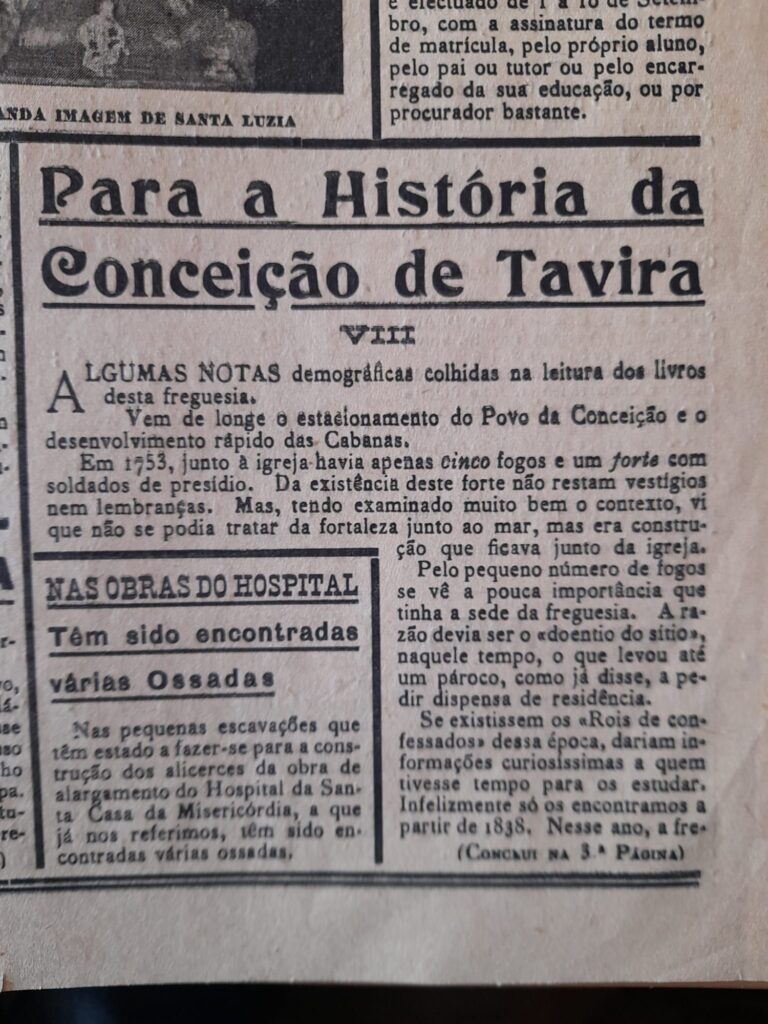 e efectuado de 1 a 10 de Setem-
bro, com a assinatura do termo
de matrícula, pelo próprio aluno,
pelo pai ou tutor ou pelo encar-
regado da sua educação, ou por
procurador bastante.
ANDA IMAGEM DE SANTA LUZIA
Para a História da
Conceição de Tavira
VIII
ALGUMAS NOTAS demográficas colhidas na leitura dos livros
desta freguesia.
Vem de longe o estacionamento do Povo da Conceição e o
desenvolvimento rápido das Cabanas.
Em 1753, junto à igreja havia apenas cinco fogos e um forte com
soldados de presídio. Da existência deste forte não restam vestígios
nem lembranças. Mas, tendo examinado muito bem o contexto, vi
que não se podia tratar da fortaleza junto ao mar, mas era constru-
ção que ficava junto da igreja.
Pelo pequeno número de fogos
se vê a pouca importância que
tinha a sede da freguesia. A ra-
zão devia ser o «doentio do sítio»,
naquele tempo, o que levou até
um pároco, como já disse, a pe-
dir dispensa de residência.
Se existissem os «Rois de con-
fessados» dessa época, dariam in-
formações curiosíssimas a quem
tivesse tempo para os estudar.
Infelizmente só os encontramos a
partir de 1838. Nesse ano, a fre-
(CONCLUI NA 3.ª PÁGINA)
NAS OBRAS DO HOSPITAL
Têm sido encontradas
várias Ossadas
Nas pequenas escavações que
têm estado a fazer-se para a cons-
trução dos alicerces da obra de
alargamento do Hospital da San-
ta Casa da Misericórdia, a que
já nos referimos, têm sido en-
contradas várias ossadas.